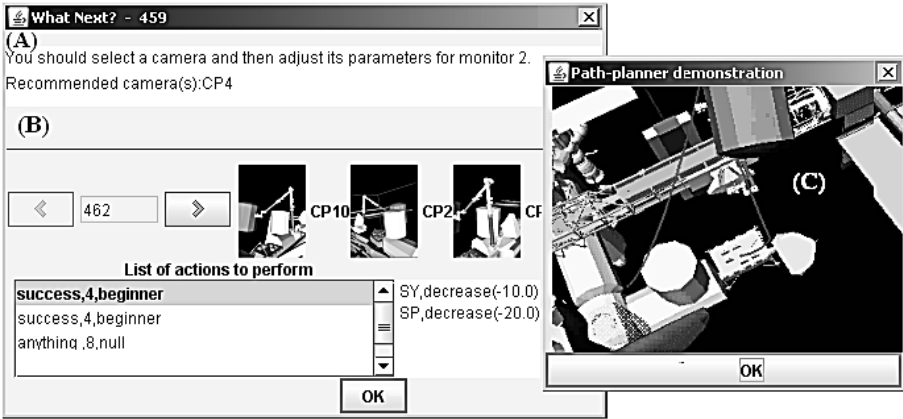 What Next? - 459
(A)
You should select a camera and then adjust its parameters for monitor 2.
Recommended camera(s):CP4
(B)
462
CP10
CP2
CP
List of actions to perform
success,4,beginner
success,4,beginner
anything ,8,null
SY,decrease(-10.0)
SP,decrease(-20.0)
OK
Path-planner demonstration
(C)
OK